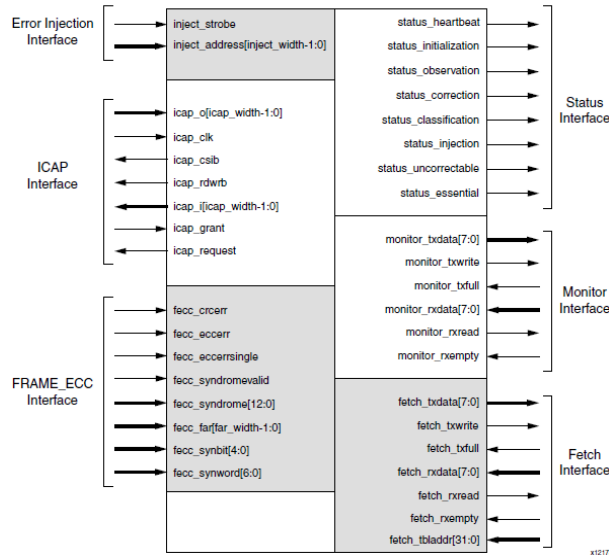 Error Injection
Interface
inject_strobe
inject_address[inject_width-1:0]
ICAP
Interface
icap_o[icap_width-1:0]
icap_clk
icap_csib
icap_rdwrb
icap_i[icap_width-1:0]
icap_grant
icap_request
FRAME_ECC
Interface
fecc_crcerr
fecc_eccerr
fecc_eccerrsingle
fecc_syndromevalid
fecc_syndrome[12:0]
fecc_far[far_width-1:0]
fecc_synbit[4:0]
fecc_synword[6:0]
status_heartbeat
status_initialization
status_observation
status_correction
status_classification
status_injection
status_uncorrectable
status_essential
Status
Interface
monitor_txdata[7:0]
monitor_txwrite
monitor_txfull
monitor_rxdata[7:0]
monitor_rxread
monitor_rxempty
Monitor
Interface
fetch_txdata[7:0]
fetch_txwrite
fetch_txfull
fetch_rxdata[7:0]
fetch_rxread
fetch_rxempty
fetch_tbladdr[31:0]
Fetch
Interface
x1217